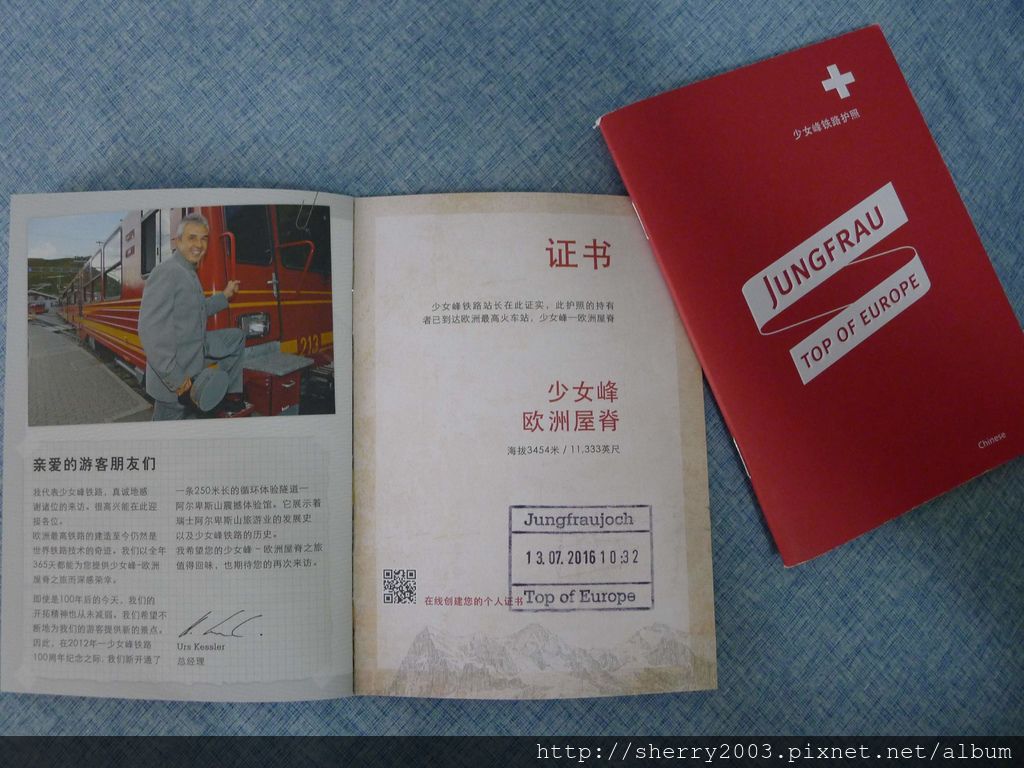 213
亲爱的游客朋友们
我代表少女峰铁路，真诚地感
谢诸位的来访。很高兴能在此迎
接各位。
欧洲最高铁路的建造至今仍然是
世界铁路技术的奇迹。我们以全年
365天都能为您提供少女峰-欧洲
屋脊之旅而深感荣幸。
即使是100年后的今天，我们的
开拓精神也从未减弱。我们希望不
断地为我们的游客提供新的景点。
因此，在2012年—少女峰铁路
100周年纪念之际，我们新开通了
一条250米长的循环体验隧道—
阿尔卑斯山震撼体验馆。它展示着
瑞士阿尔卑斯山旅游业的发展史
以及少女峰铁路的历史。
我希望您的少女峰－欧洲屋脊之旅
值得回味，也期待您的再次来访。
Urs Kessler
总经理
证书
少女峰铁路站长在此证实，此护照的持有
者已到达欧洲最高火车站，少女峰—欧洲屋脊
少女峰
欧洲屋脊
海拔3454米 / 11,333英尺
Jungfraujoch
13.07.2016 10:32
Top of Europe
在线创建您的个人证书
少女峰铁路护照
JUNGFRAU
TOP OF EUROPE
Chinese
http://sherry2003.pixnet.net/album